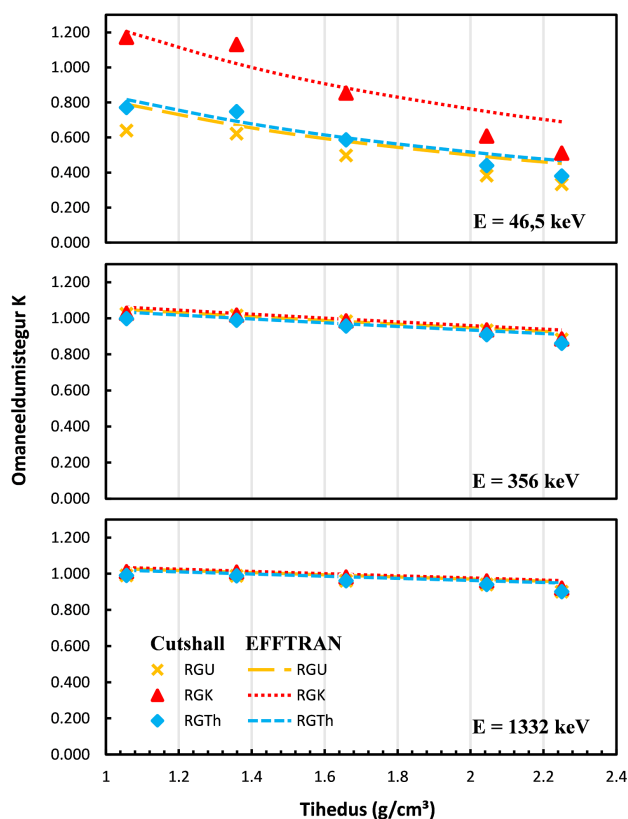 Omaneeldumistegur K
1.200
1.000
0.800
0.600
0.400
0.200
0.000
E = 46,5 keV
1.200
1.000
0.800
0.600
0.400
0.200
0.000
E = 356 keV
1.200
1.000
0.800
0.600
0.400
0.200
0.000
Cutshall EFFTRAN
RGU RGU
RGK RGK
RGTh RGTh
E = 1332 keV
1 1.2 1.4 1.6 1.8 2 2.2 2.4
Tihedus (g/cm³)